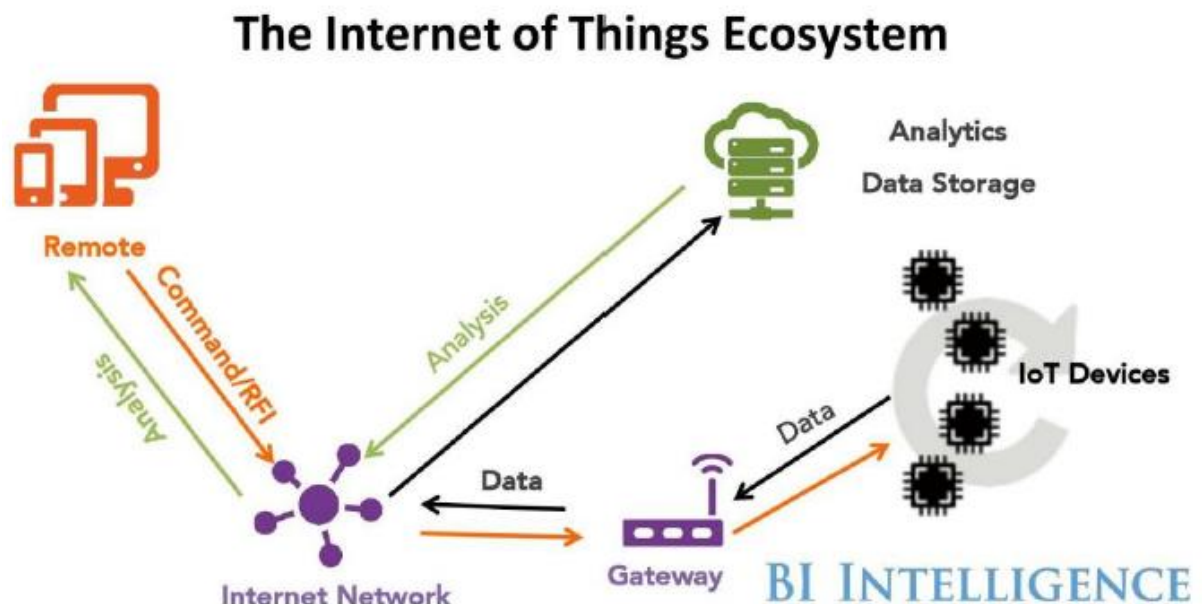 The Internet of Things Ecosystem
Analytics
Data Storage
Remote
Command/RFI
Analysis
Analysis
IoT Devices
Data
Data
Gateway
Internet Network
BI INTELLIGENCE